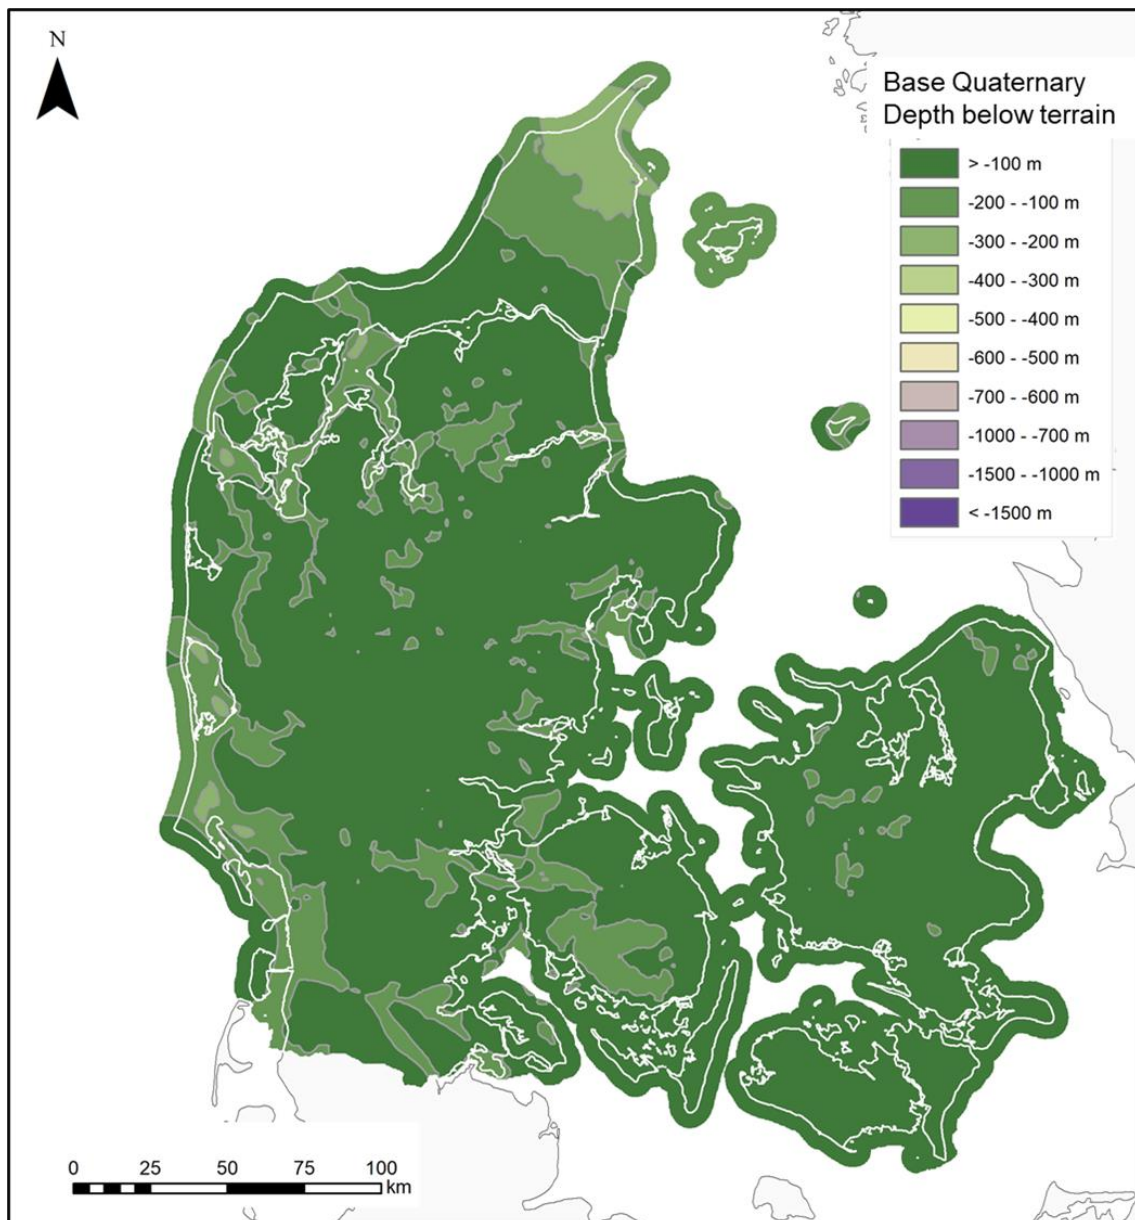 N
Base Quaternary
Depth below terrain
> -100 m
-200 - -100 m
-300 - -200 m
-400 - -300 m
-500 - -400 m
-600 - -500 m
-700 - -600 m
-1000 - -700 m
-1500 - -1000 m
< -1500 m
0 25 50 75 100
km